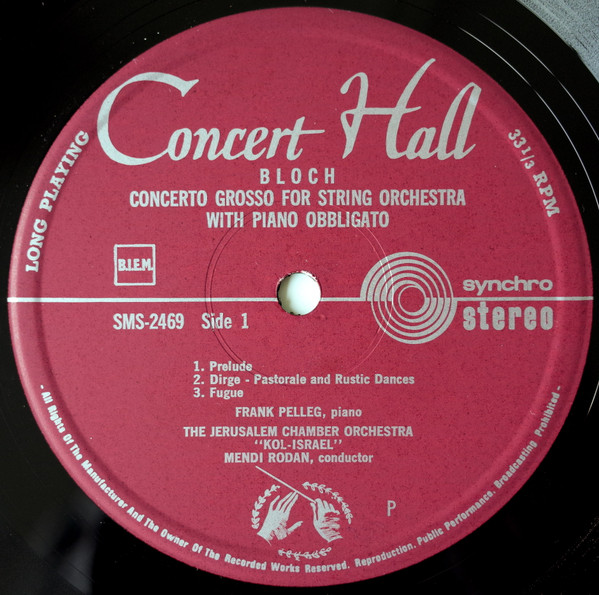 Concert Hall
LONG PLAYING
33 1/3 RPM
BLOCH
CONCERTO GROSSO FOR STRING ORCHESTRA
WITH PIANO OBBLIGATO
B.I.E.M.
synchro
stereo
SMS-2469 Side 1
1. Prelude
2. Dirge - Pastorale and Rustic Dances
3. Fugue
FRANK PELLEG, piano
THE JERUSALEM CHAMBER ORCHESTRA
"KOL-ISRAEL"
MENDI RODAN, conductor
P
- All Rights Of The Manufacturer And The Owner Of The Recorded Works Reserved. Reproduction. Public Performance. Broadcasting Prohibited -